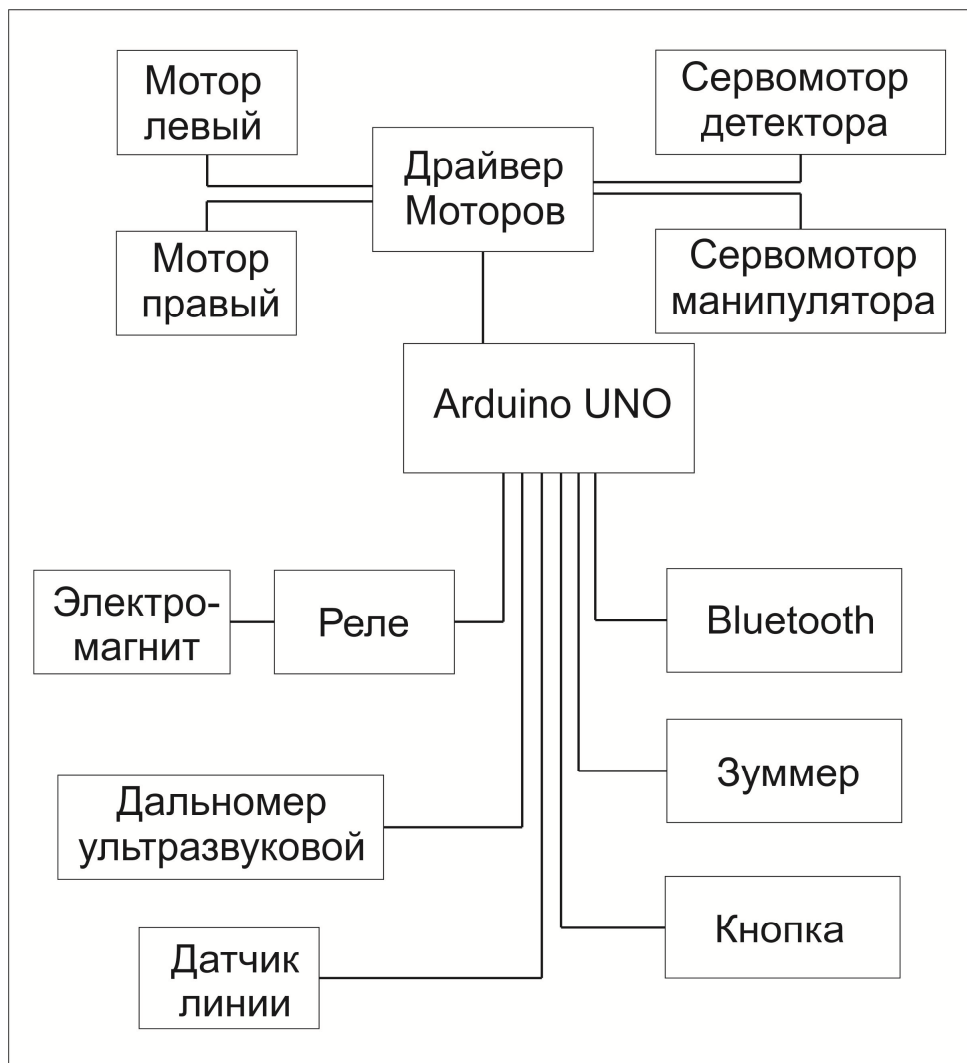 Мотор
левый
Сервомотор
детектора
Драйвер
Моторов
Мотор
правый
Сервомотор
манипулятора
Arduino UNO
Электро-
магнит
Реле
Bluetooth
Зуммер
Дальномер
ультразвуковой
Кнопка
Датчик
линии